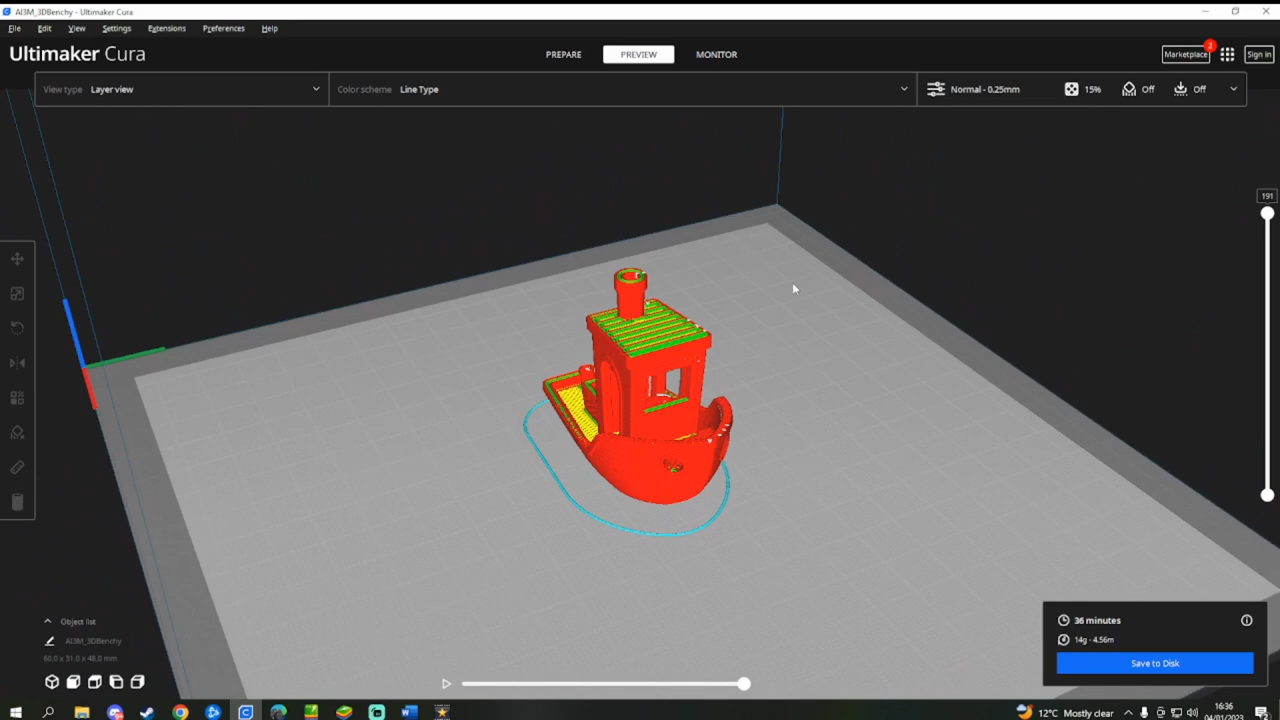 AI3M_3DBenchy - Ultimaker Cura
File Edit View Settings Extensions Preferences Help
Ultimaker Cura
PREPARE PREVIEW MONITOR
Marketplace 2 Sign in
View type Layer view Color scheme Line Type Normal - 0.25mm 15% Off Off
191
Object list
AI3M_3DBenchy
60.0 x 31.0 x 48.0 mm
36 minutes
14g · 4.56m
Save to Disk
12°C Mostly clear
16:36
04/01/2023